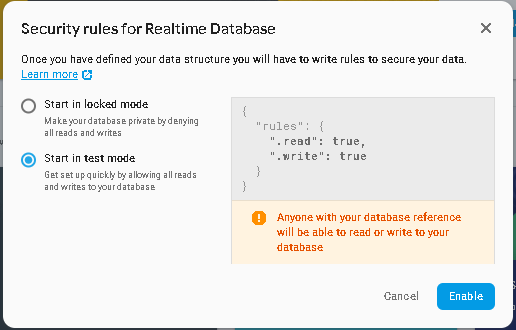 Security rules for Realtime Database
Once you have defined your data structure you will have to write rules to secure your data.
Learn more
Start in locked mode
Make your database private by denying
all reads and writes
Start in test mode
Get set up quickly by allowing all reads
and writes to your database
{
"rules": {
".read": true,
".write": true
}
}
Anyone with your database reference
will be able to read or write to your
database
Cancel
Enable